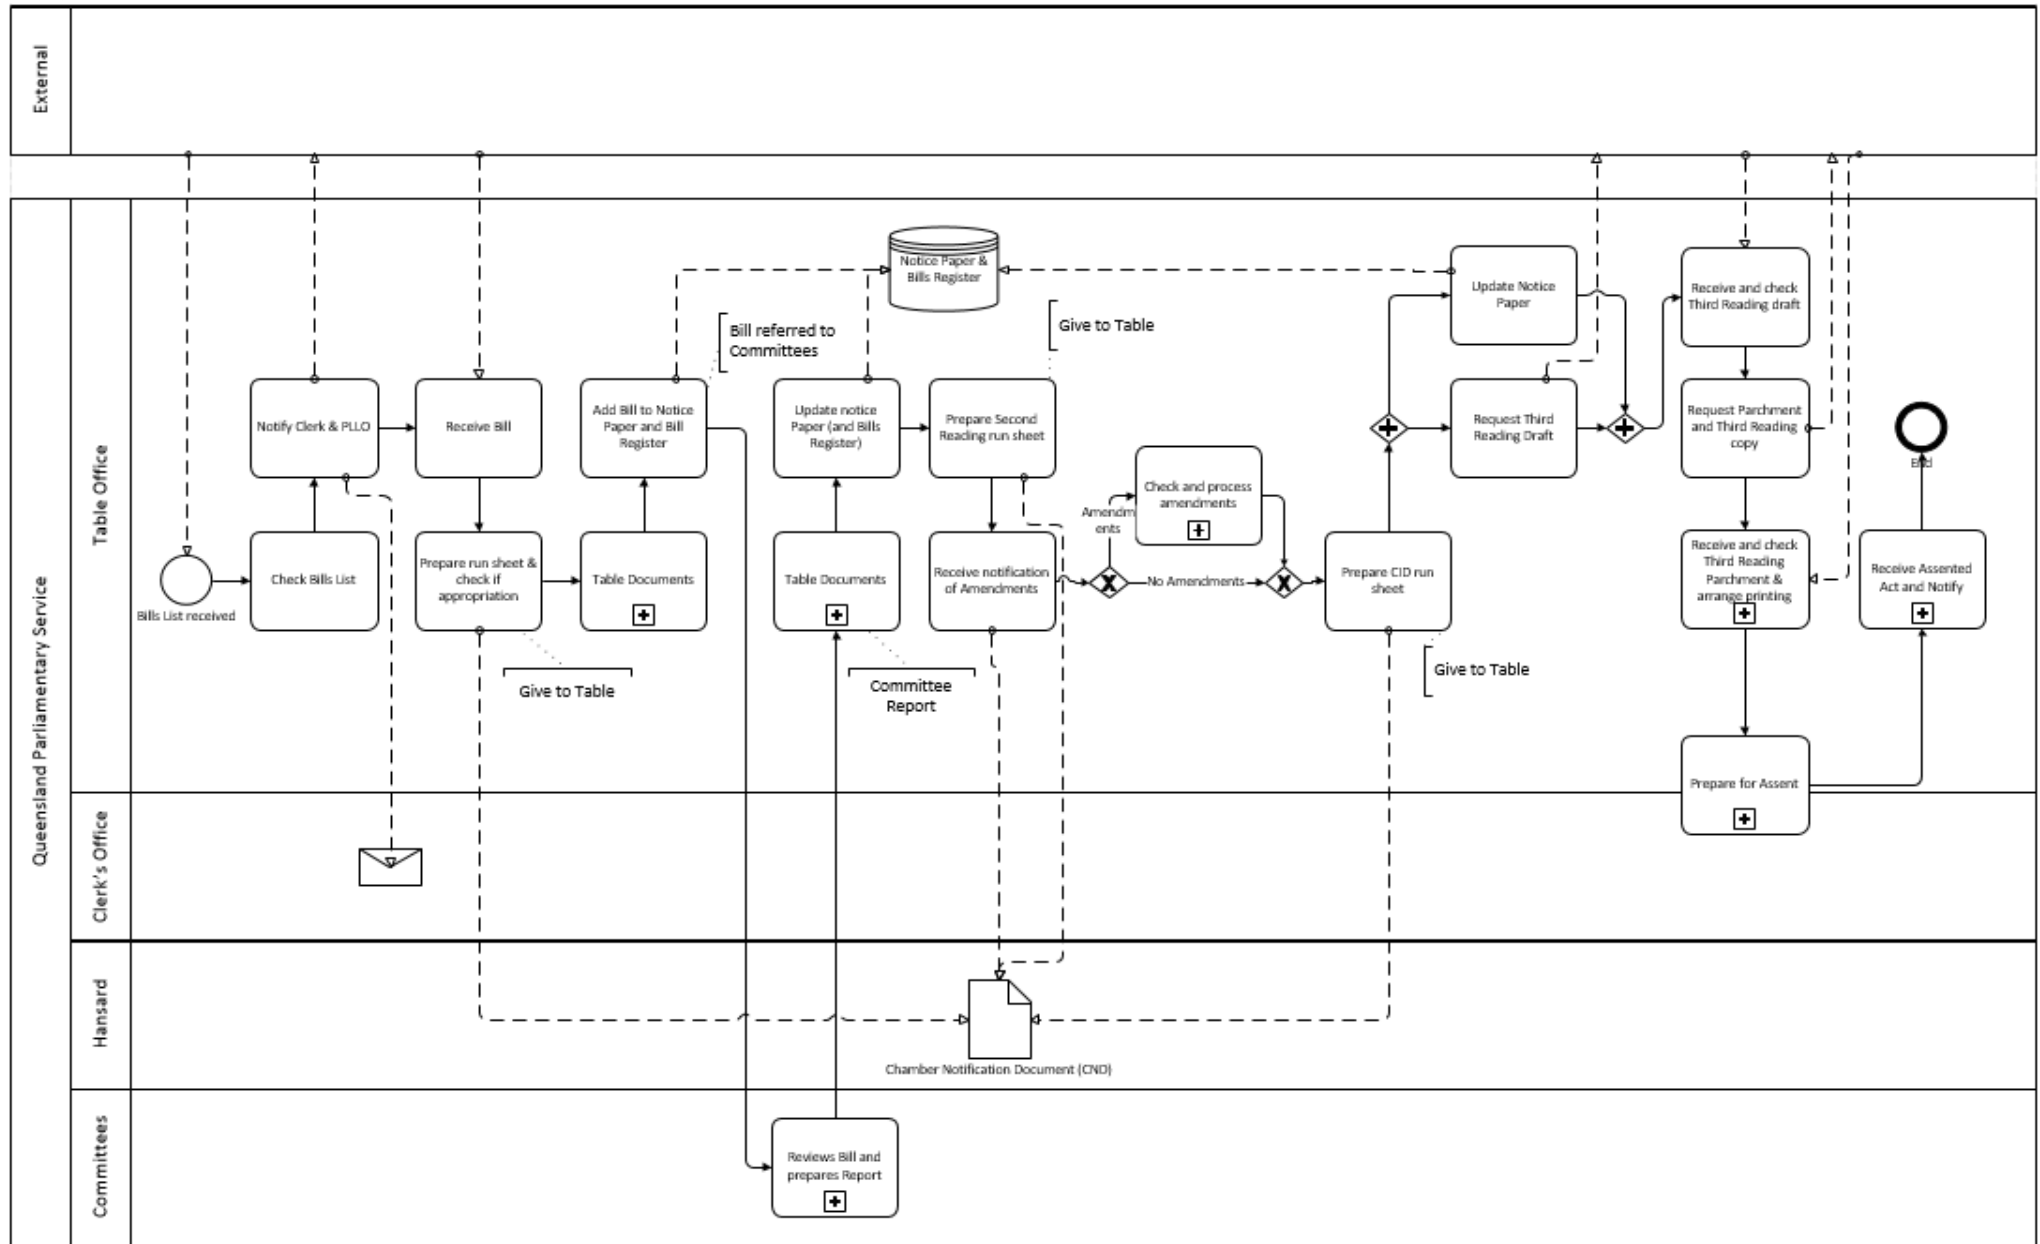 External
Queensland Parliamentary Service
Table Office
Clerk's Office
Hansard
Committees
Bills List received
Check Bills List
Notify Clerk & PLLO
Receive Bill
Prepare run sheet &
check if
appropriation
Give to Table
Table Documents
Add Bill to Notice
Paper and Bill
Register
Bill referred to
Committees
Reviews Bill and
prepares Report
Table Documents
Committee
Report
Update notice
Paper (and Bills
Register)
Notice Paper &
Bills Register
Prepare Second
Reading run sheet
Give to Table
Receive notification
of Amendments
Chamber Notification Document (CND)
Amendm
ents
No Amendments
Check and process
amendments
Prepare CID run
sheet
Give to Table
Update Notice
Paper
Request Third
Reading Draft
Receive and check
Third Reading draft
Request Parchment
and Third Reading
copy
Receive and check
Third Reading
Parchment &
arrange printing
Prepare for Assent
Receive Assented
Act and Notify
End